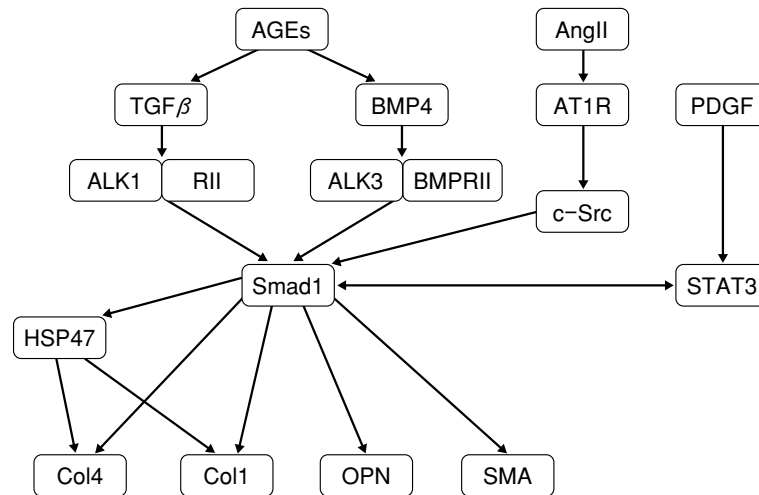 AGEs
AngII
TGFβ
BMP4
AT1R
PDGF
ALK1
RII
ALK3
BMPRII
c−Src
Smad1
STAT3
HSP47
Col4
Col1
OPN
SMA